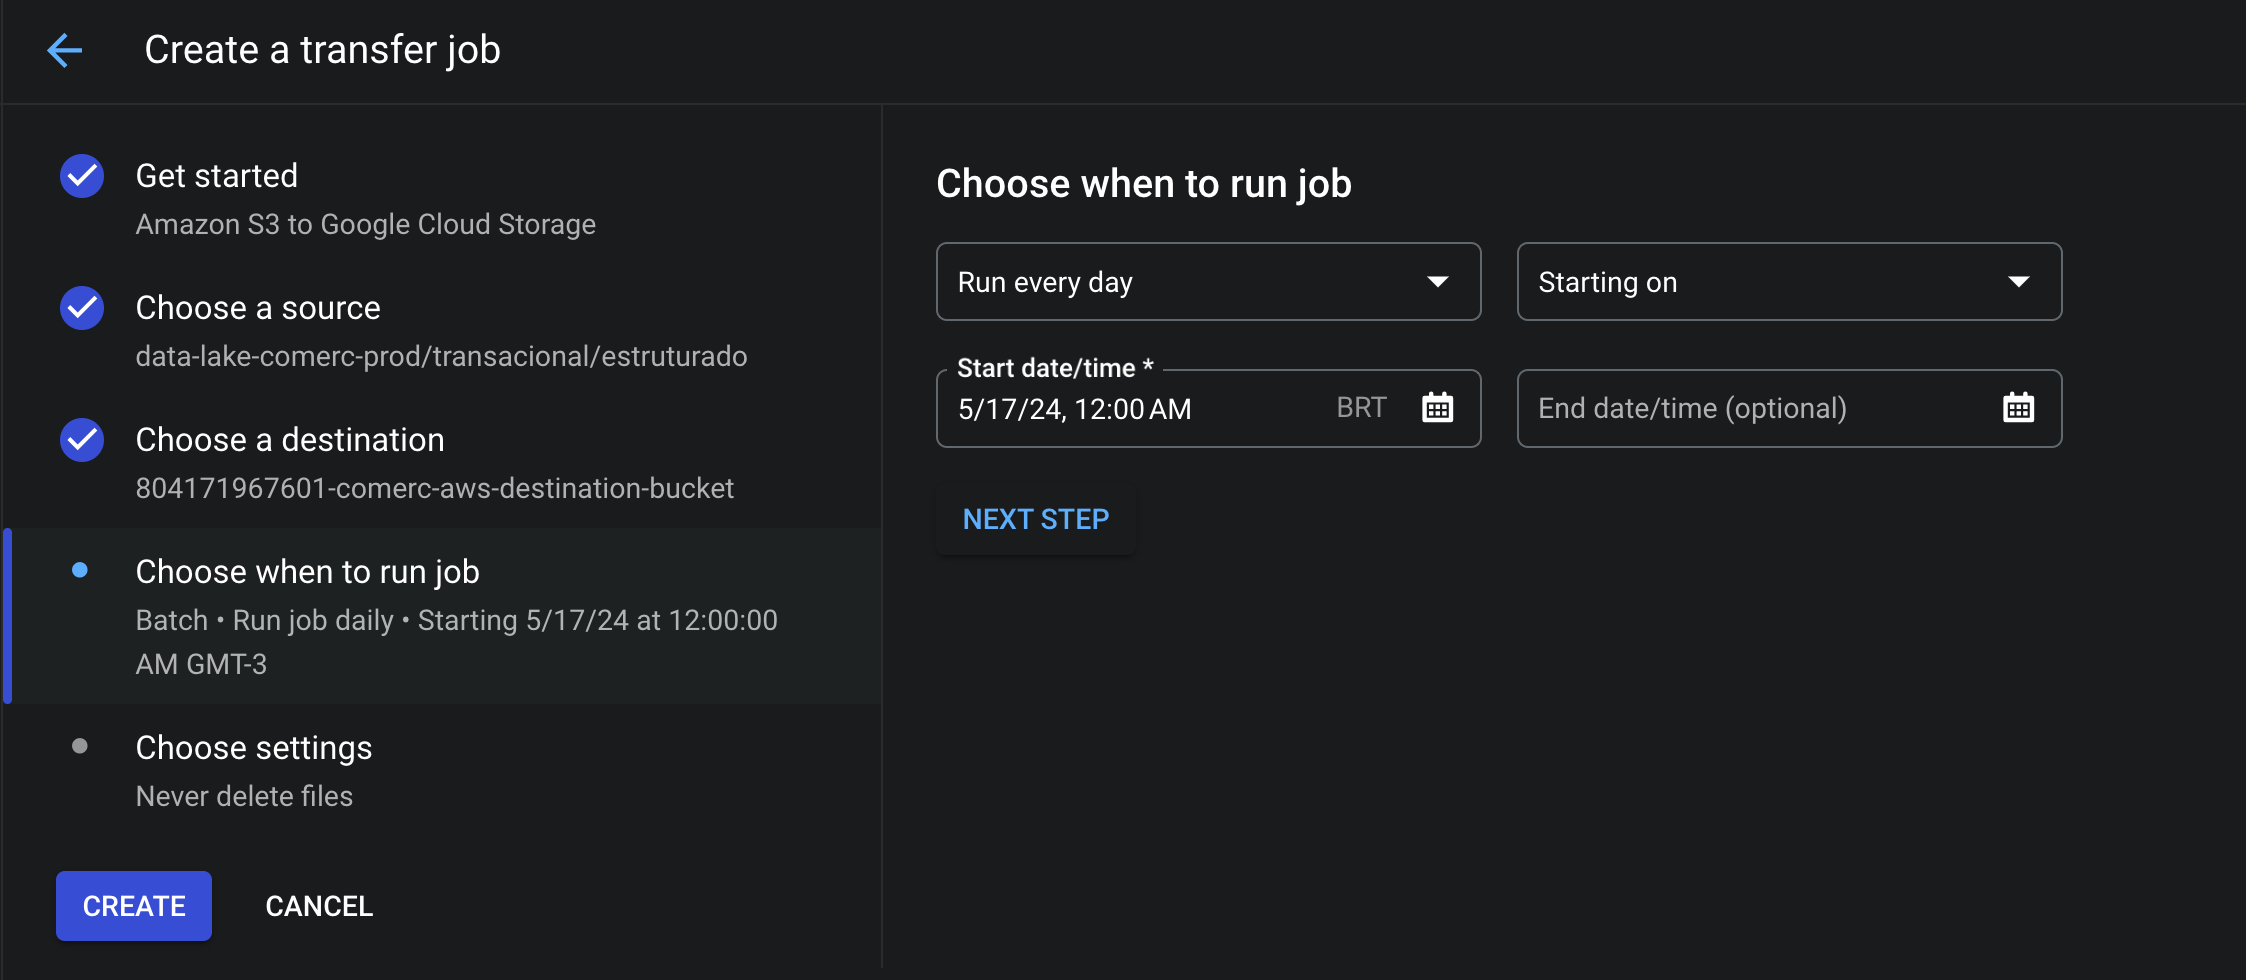 Create a transfer job
Get started
Amazon S3 to Google Cloud Storage
Choose a source
data-lake-comerc-prod/transacional/estruturado
Choose a destination
804171967601-comerc-aws-destination-bucket
Choose when to run job
Batch • Run job daily • Starting 5/17/24 at 12:00:00
AM GMT-3
Choose settings
Never delete files
CREATE
CANCEL
Choose when to run job
Run every day
Starting on
Start date/time *
5/17/24, 12:00 AM
BRT
End date/time (optional)
NEXT STEP